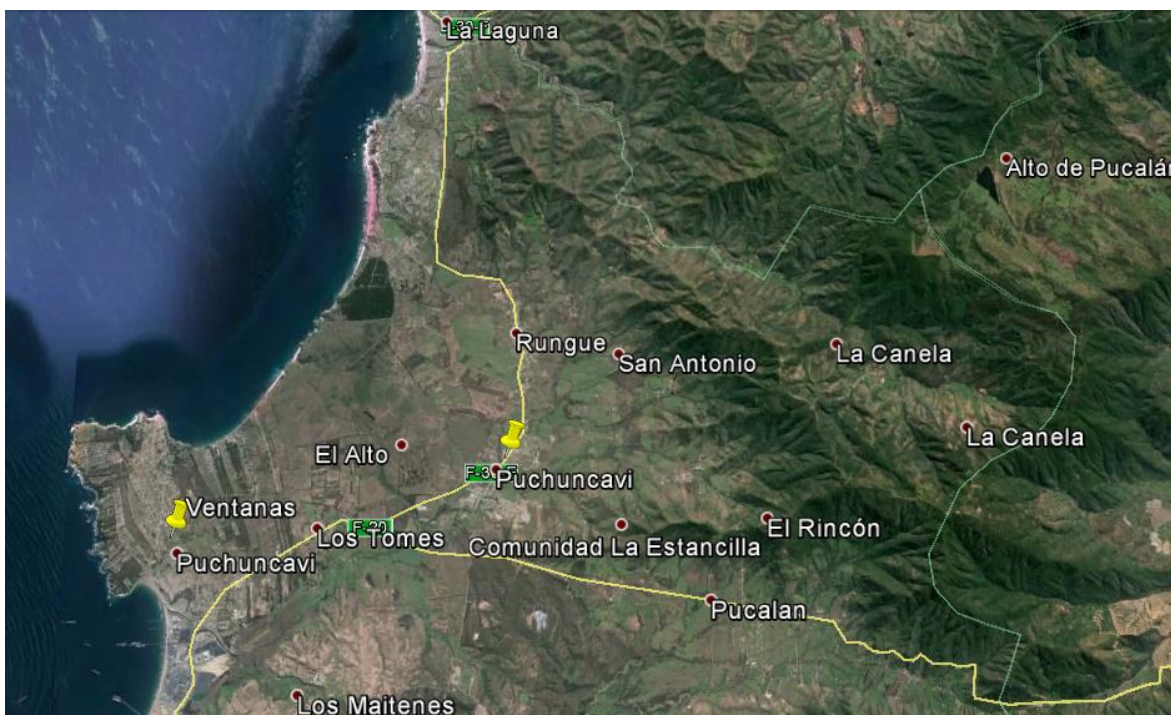 La Laguna
Alto de Pucalán
Rungue
San Antonio
La Canela
La Canela
El Alto
Puchuncavi
Ventanas
Los Tomes
F-20
Comunidad La Estancilla
El Rincón
Puchuncavi
Pucalan
Los Maitenes